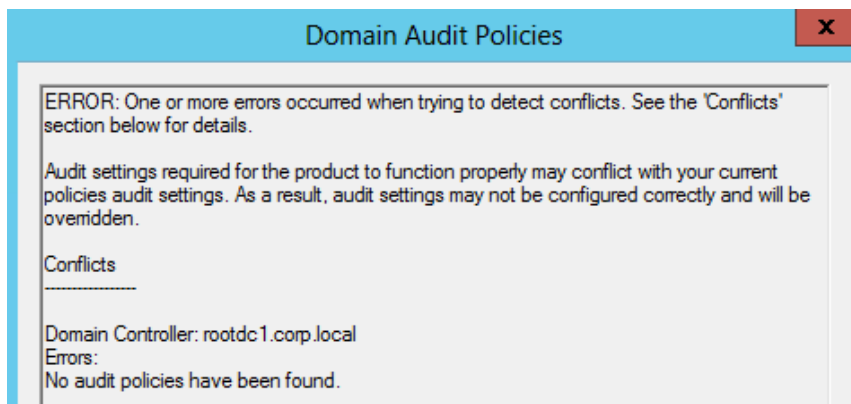 Domain Audit Policies
x
ERROR: One or more errors occurred when trying to detect conflicts. See the 'Conflicts'
section below for details.
Audit settings required for the product to function properly may conflict with your current
policies audit settings. As a result, audit settings may not be configured correctly and will be
overridden.
Conflicts
-----------------
Domain Controller: rootdc1.corp.local
Errors:
No audit policies have been found.